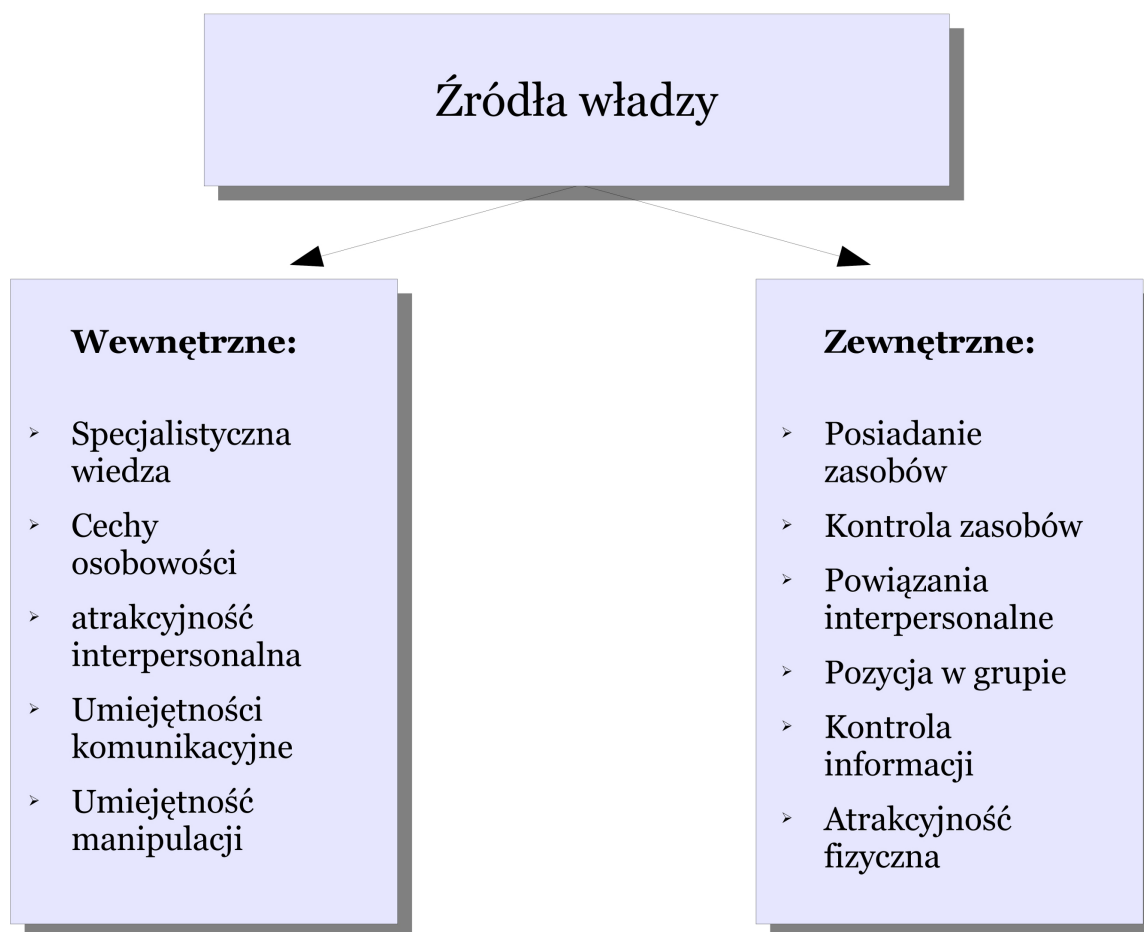 Źródła władzy
Wewnętrzne:
➢ Specjalistyczna
wiedza
➢ Cechy
osobowości
➢ atrakcyjność
interpersonalna
➢ Umiejętności
komunikacyjne
➢ Umiejętność
manipulacji
Zewnętrzne:
➢ Posiadanie
zasobów
➢ Kontrola zasobów
➢ Powiązania
interpersonalne
➢ Pozycja w grupie
➢ Kontrola
informacji
➢ Atrakcyjność
fizyczna